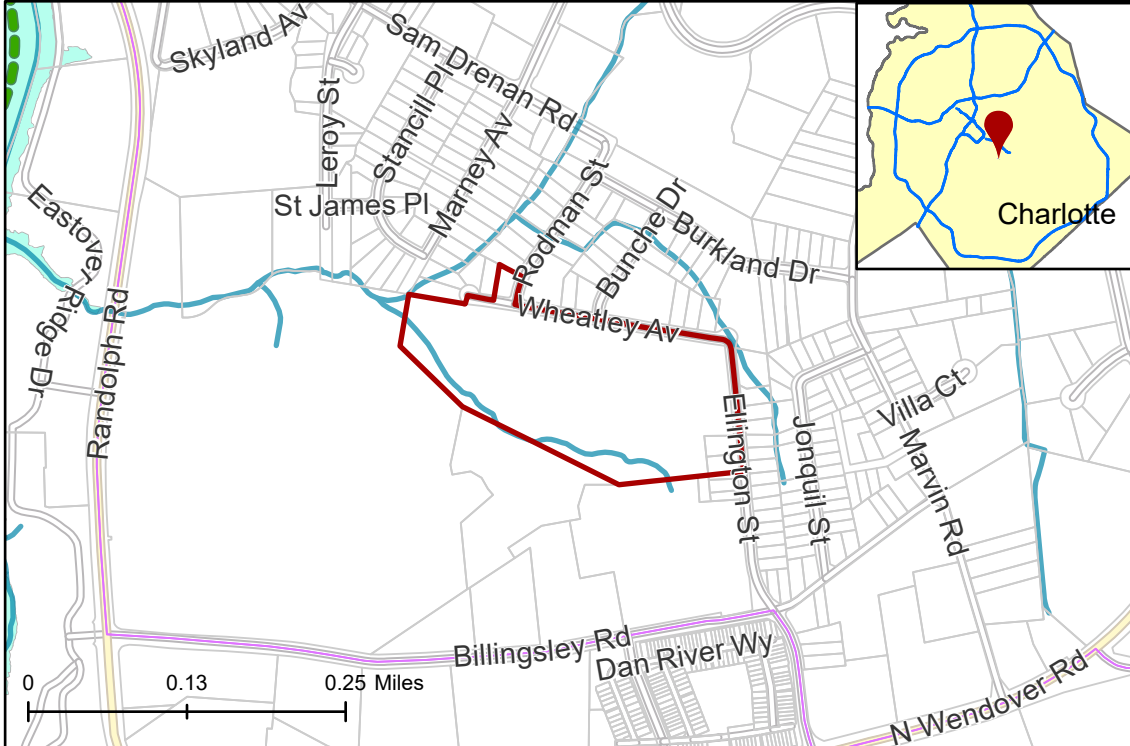 Skyland Av
Sam Drenan Rd
Leroy St
Stancill Pl
Marney Av
St James Pl
Rodman St
Bunche Dr
Burkland Dr
Eastover Ridge Dr
Randolph Rd
Wheatley Av
Ellington St
Jonquil St
Villa Ct
Marvin Rd
Billingsley Rd
Dan River Wy
N Wendover Rd
0 0.13 0.25 Miles
Charlotte